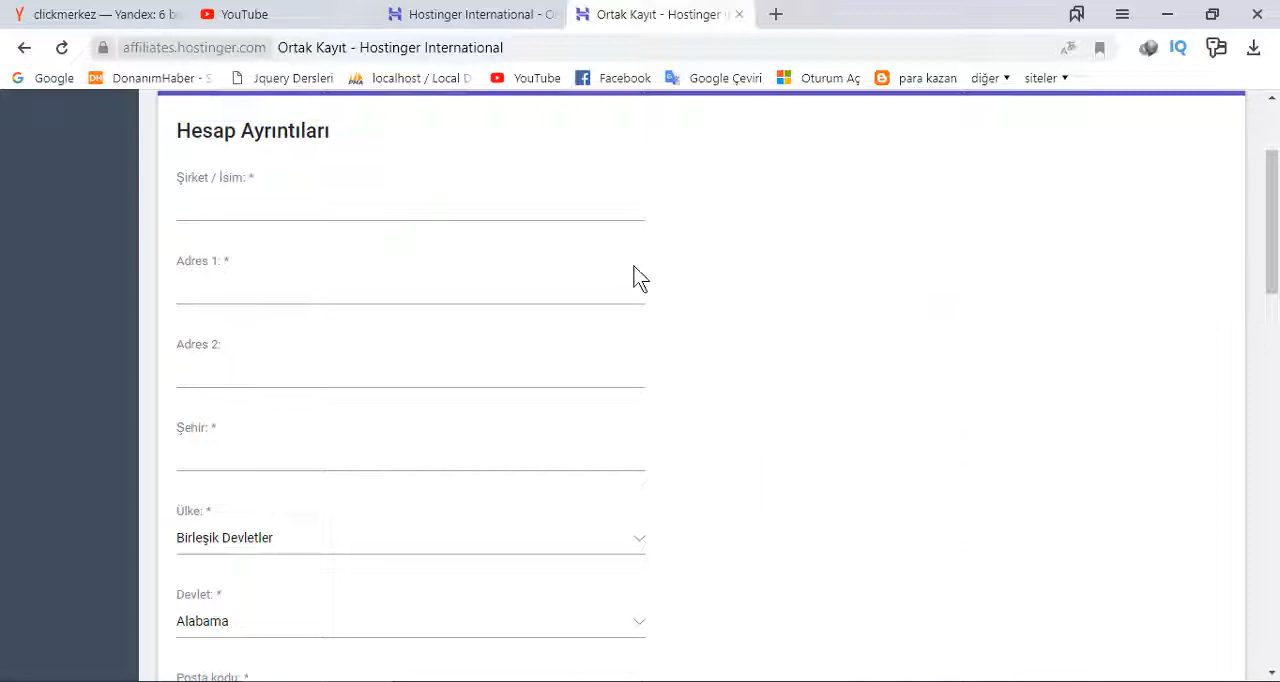 clickmerkez — Yandex: 6 b
YouTube
Hostinger International - O
Ortak Kayıt - Hostinger
affiliates.hostinger.com Ortak Kayıt - Hostinger International
IQ
Google
DH DonanımHaber - S
Jquery Dersleri
localhost / Local D
YouTube
Facebook
Google Çeviri
Oturum Aç
para kazan
diğer
siteler
Hesap Ayrıntıları
Şirket / İsim: *
Adres 1: *
Adres 2:
Şehir: *
Ülke: *
Birleşik Devletler
Devlet: *
Alabama
Posta kodu: *